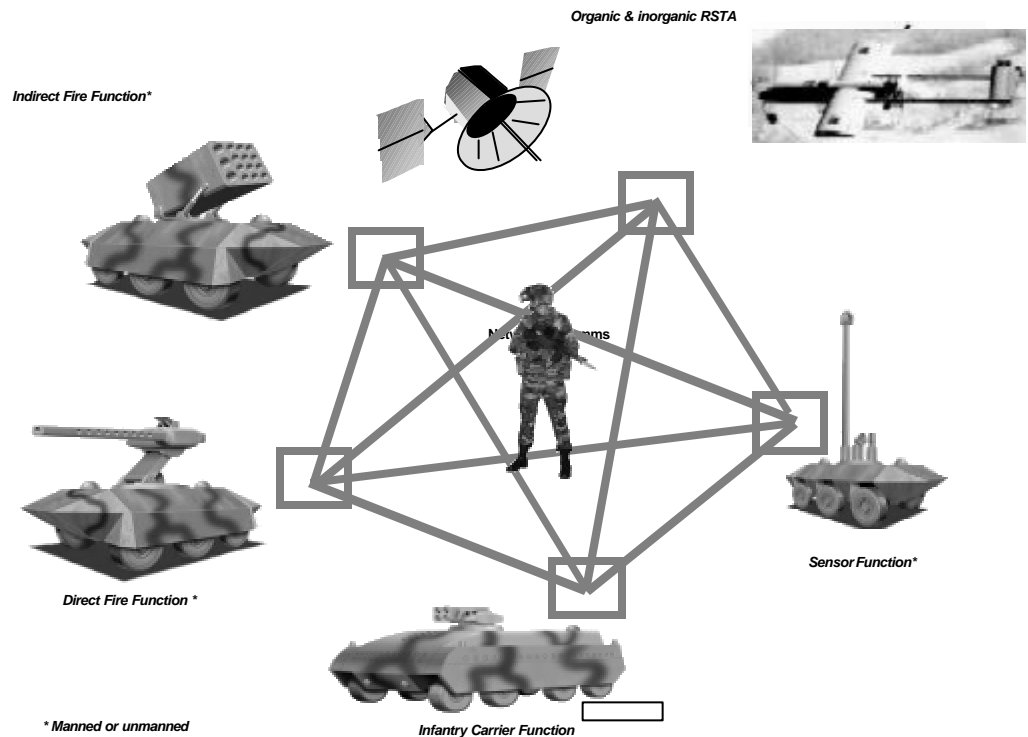 Organic & inorganic RSTA
Indirect Fire Function*
Sensor Function*
Direct Fire Function *
* Manned or unmanned
Infantry Carrier Function